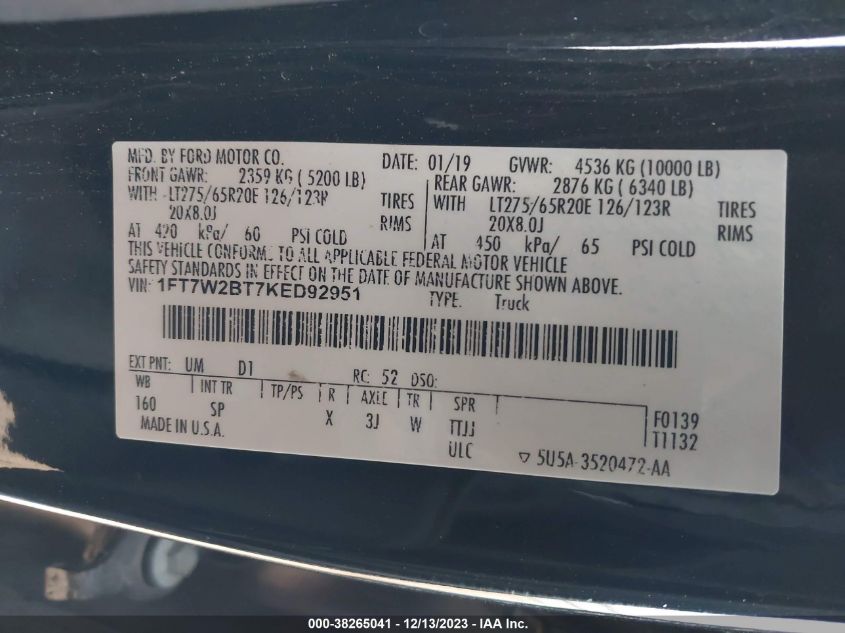 MFD. BY FORD MOTOR CO. DATE: 01/19 GVWR: 4536 KG (10000 LB)
FRONT GAWR: 2359 KG ( 5200 LB) REAR GAWR: 2876 KG ( 6340 LB)
WITH LT275/65R20E 126/123R TIRES WITH LT275/65R20E 126/123R TIRES
20X8.0J RIMS 20X8.0J RIMS
AT 420 kPa/ 60 PSI COLD AT 450 kPa/ 65 PSI COLD
THIS VEHICLE CONFORMS TO ALL APPLICABLE FEDERAL MOTOR VEHICLE
SAFETY STANDARDS IN EFFECT ON THE DATE OF MANUFACTURE SHOWN ABOVE.
VIN: 1FT7W2BT7KED92951 TYPE: Truck
EXT PNT: UM D1 RC: 52 DSO:
WB INT TR TP/PS R AXLE TR SPR
160 SP X 3J W TTJJ F0139
MADE IN U.S.A. ULC T1132
▽ 5U5A-3520472-AA
000-38265041 - 12/13/2023 - IAA Inc.